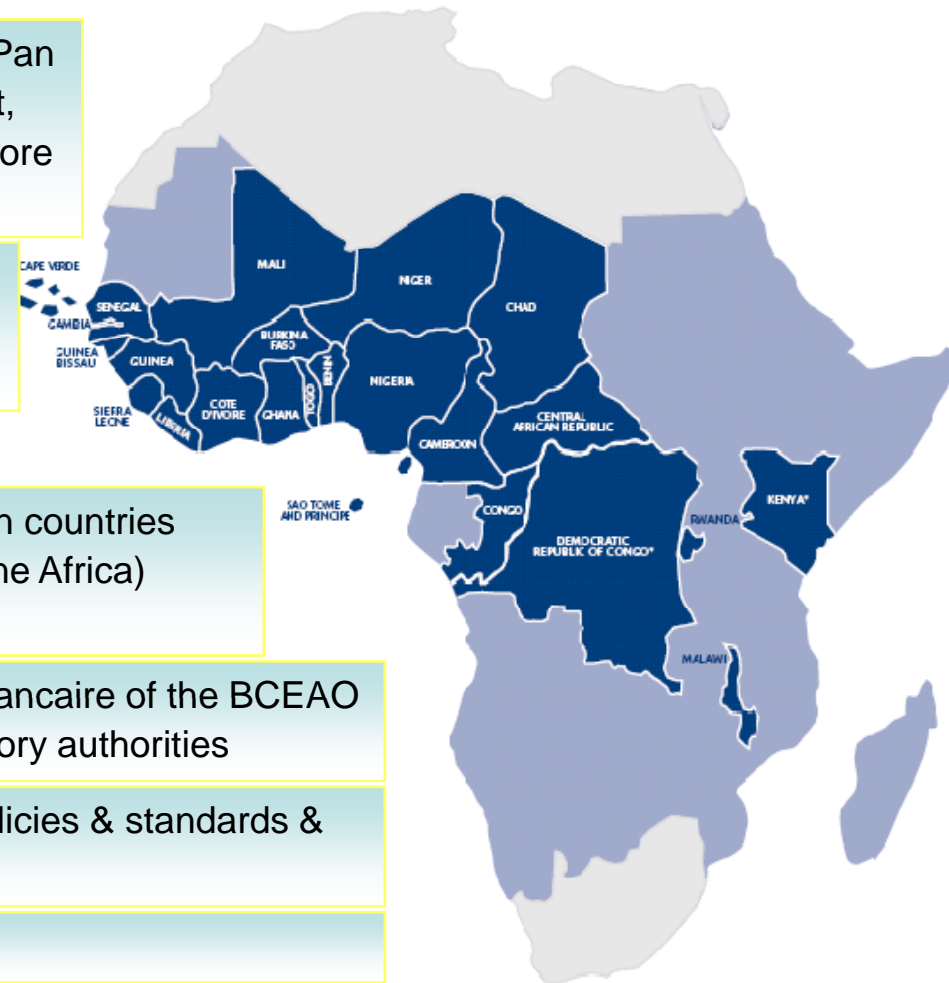 Pan
t,
ore
n countries
ne Africa)
ancaire of the BCEAO
ory authorities
licies & standards &
CAPE VERDE
SENEGAL
GAMBIA
GUINEA
BISSAU
GUINEA
SIERRA
LEONE
LIBERIA
MALI
BURKINA
FASO
COTE
D'IVORE
GHANA
TOGO
BENIN
NIGER
NIGERIA
CHAD
CENTRAL
AFRICAN REPUBLIC
CAMEROON
SAO TOME
AND PRINCIPE
CONGO
DEMOCRATIC
REPUBLIC OF CONGO*
RWANDA
KENYA*
MALAWI